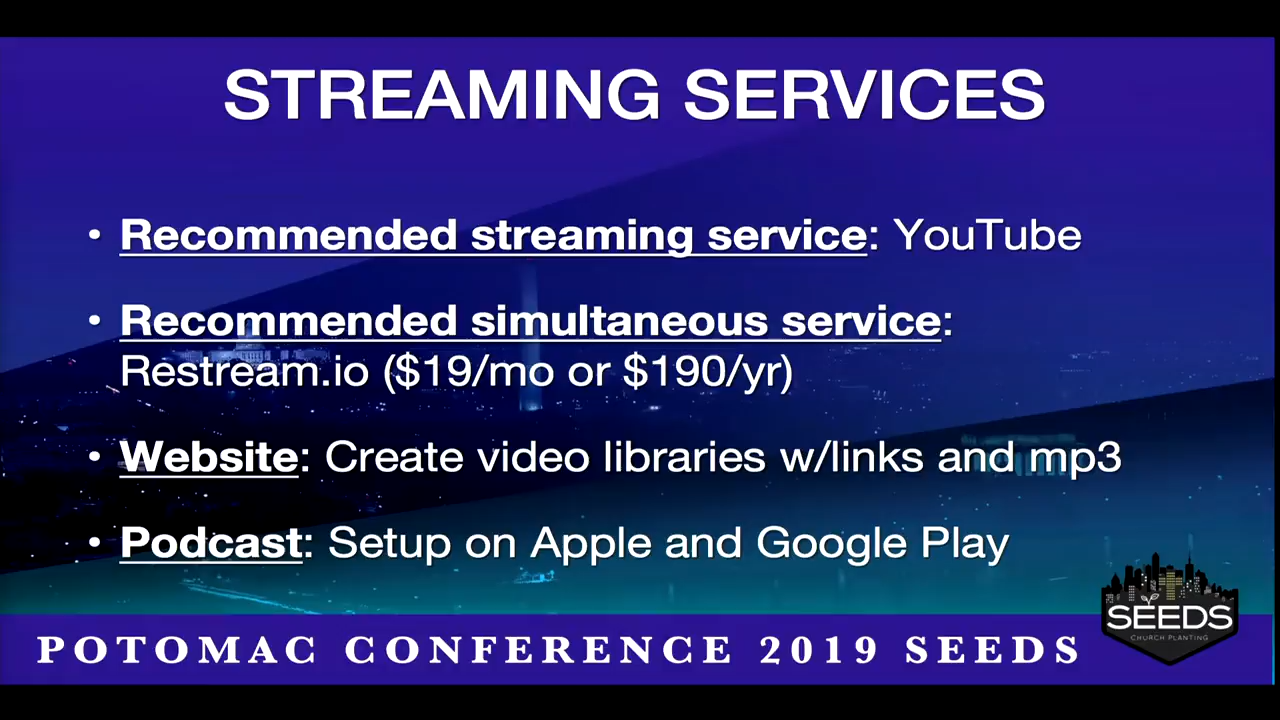 STREAMING SERVICES
• Recommended streaming service: YouTube
• Recommended simultaneous service:
Restream.io ($19/mo or $190/yr)
• Website: Create video libraries w/links and mp3
• Podcast: Setup on Apple and Google Play
SEEDS
CHURCH PLANTING
POTOMAC CONFERENCE 2019 SEEDS